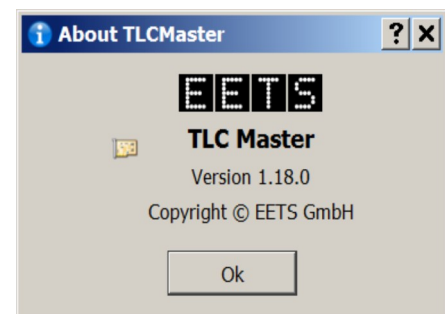 About TLCMaster
EETS
TLC Master
Version 1.18.0
Copyright © EETS GmbH
Ok